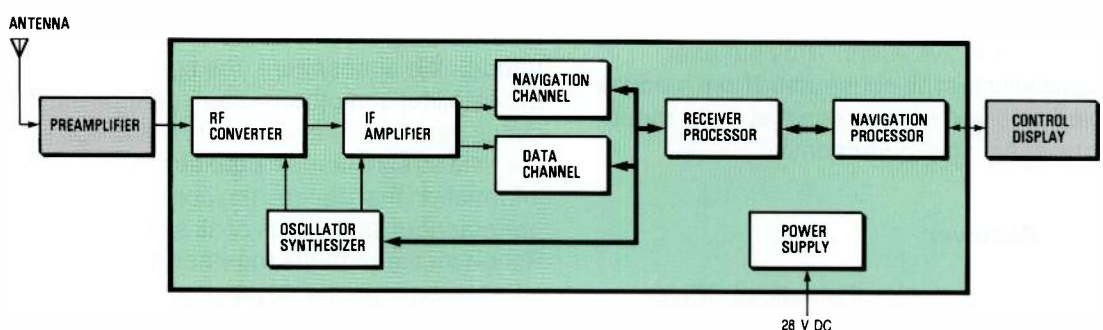 ANTENNA
PREAMPLIFIER
RF
CONVERTER
IF
AMPLIFIER
NAVIGATION
CHANNEL
DATA
CHANNEL
OSCILLATOR
SYNTHESIZER
RECEIVER
PROCESSOR
NAVIGATION
PROCESSOR
CONTROL
DISPLAY
POWER
SUPPLY
28 V DC